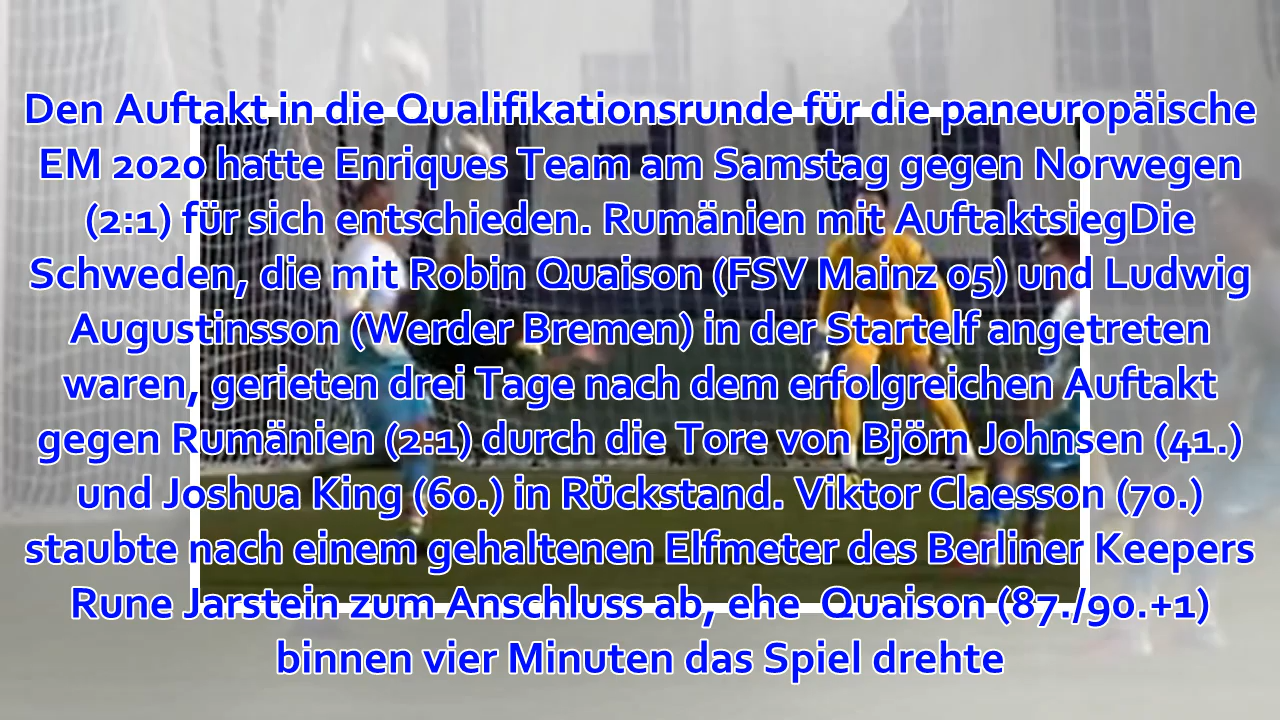 Den Auftakt in die Qualifikationsrunde für die paneuropäische
EM 2020 hatte Enriques Team am Samstag gegen Norwegen
(2:1) für sich entschieden. Rumänien mit AuftaktsiegDie
Schweden, die mit Robin Quaison (FSV Mainz 05) und Ludwig
Augustinsson (Werder Bremen) in der Startelf angetreten
waren, gerieten drei Tage nach dem erfolgreichen Auftakt
gegen Rumänien (2:1) durch die Tore von Björn Johnsen (41.)
und Joshua King (60.) in Rückstand. Viktor Claesson (70.)
staubte nach einem gehaltenen Elfmeter des Berliner Keepers
Rune Jarstein zum Anschluss ab, ehe  Quaison (87./90.+1)
binnen vier Minuten das Spiel drehte